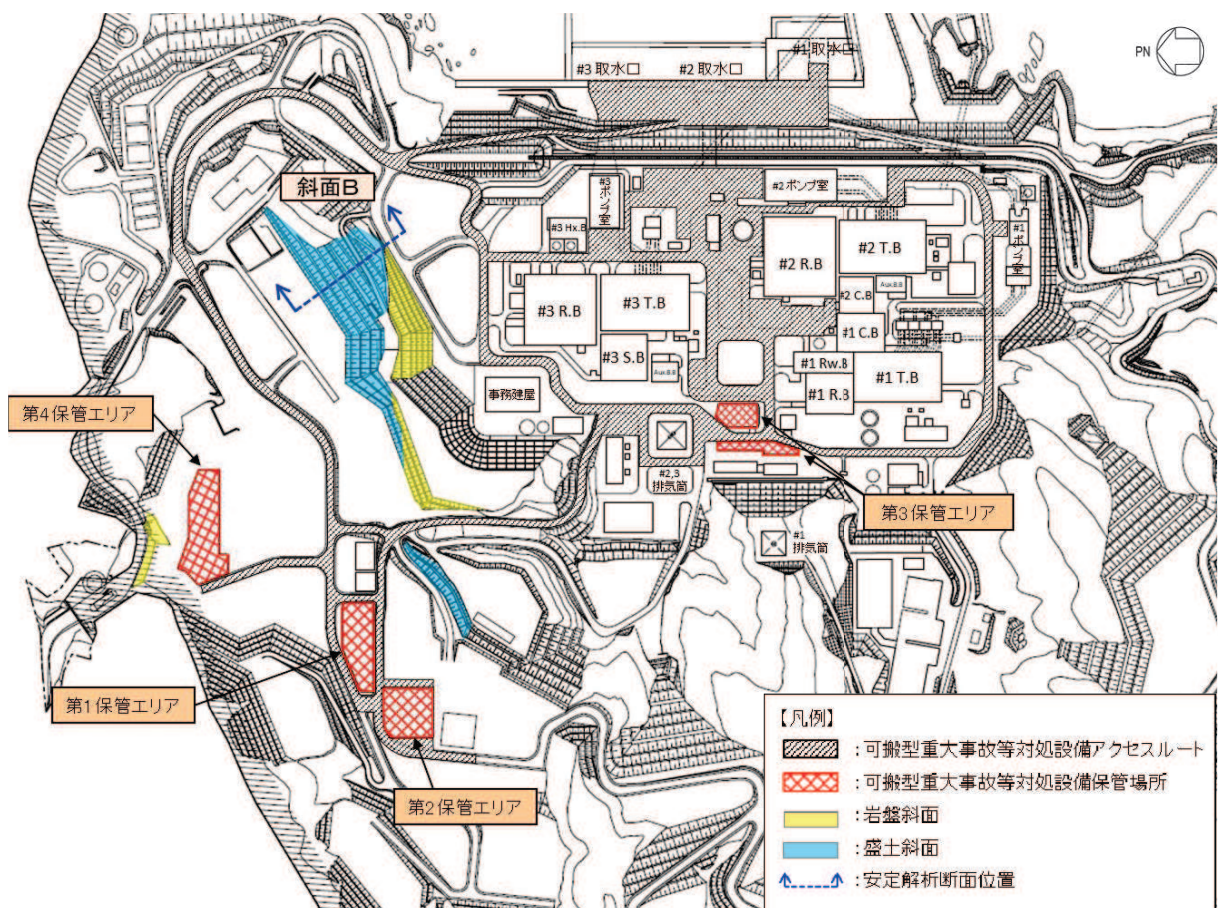 #1取水口
#3取水口
#2取水口
PN
斜面B
#3
ポンプ
室
#2ポンプ室
#3 Hx.B
#1
ポンプ
室
#2 R.B
#2 T.B
#3 R.B
#3 T.B
Aux.B.B
#2 C.B
#1 C.B
#3 S.B
Aux.B.B
#1 Rw.B
#1 R.B
#1 T.B
事務建屋
第4保管エリア
#2,3
排気筒
第3保管エリア
#1
排気筒
第1保管エリア
第2保管エリア
【凡例】
:可搬型重大事故等対処設備アクセスルート
:可搬型重大事故等対処設備保管場所
:岩盤斜面
:盛土斜面
:安定解析断面位置